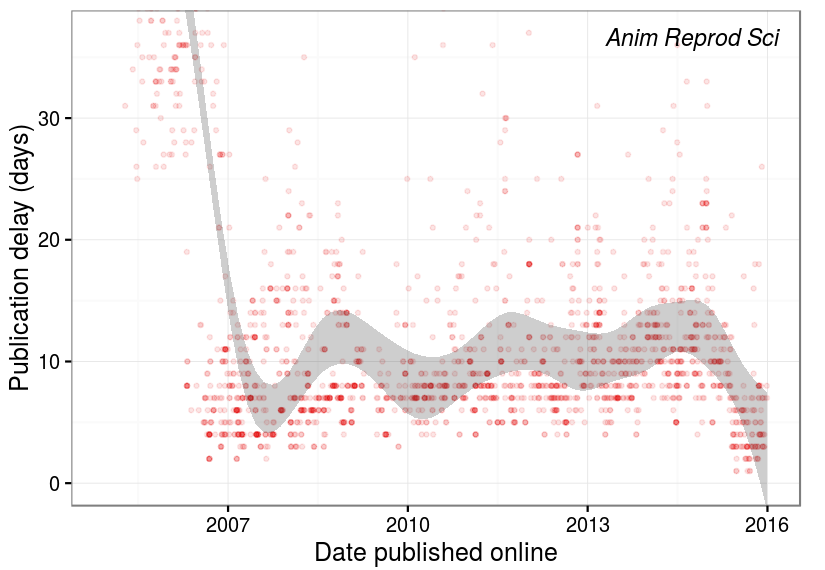 Anim Reprod Sci
Publication delay (days)
30
20
10
0
2007 2010 2013 2016
Date published online